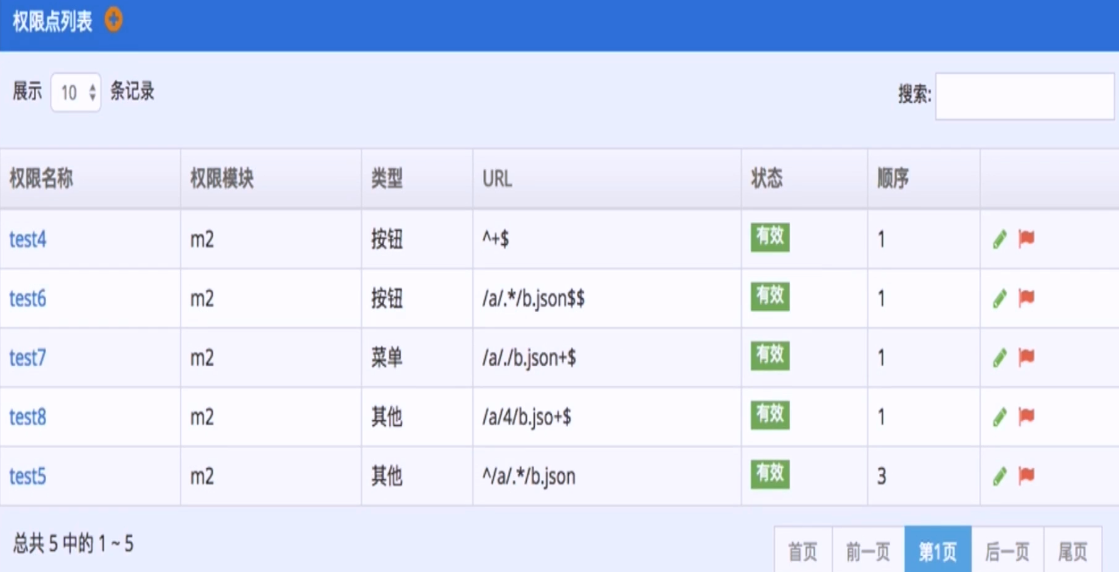 权限点列表
展示 10 条记录 搜索:
权限名称 权限模块 类型 URL 状态 顺序
test4 m2 按钮 ^+$ 有效 1
test6 m2 按钮 /a/.*/b.json$$ 有效 1
test7 m2 菜单 /a/./b.json+$ 有效 1
test8 m2 其他 /a/4/b.jso+$ 有效 1
test5 m2 其他 ^/a/.*/b.json 有效 3
总共 5 中的 1 ~ 5 首页 前一页 第1页 后一页 尾页